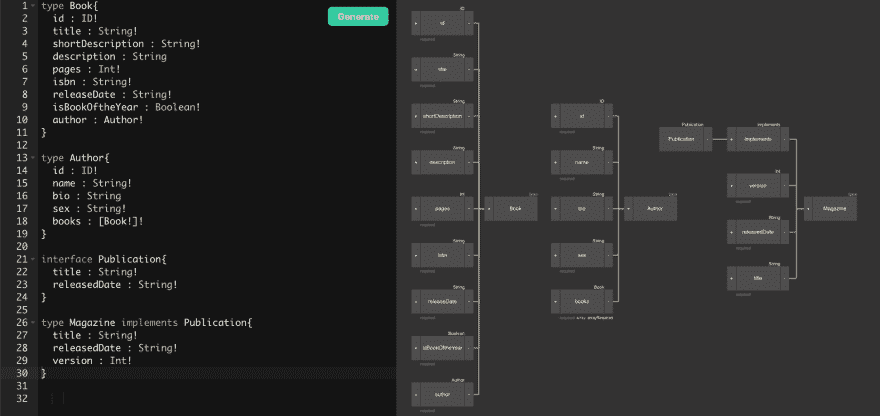 1 type Book{
2 id : ID!
3 title : String!
4 shortDescription : String!
5 description : String
6 pages : Int!
7 isbn : String!
8 releaseDate : String!
9 isBookOftheYear : Boolean!
10 author : Author!
11 }
12
13 type Author{
14 id : ID!
15 name : String!
16 bio : String
17 sex : String!
18 books : [Book!]!
19 }
20
21 interface Publication{
22 title : String!
23 releasedDate : String!
24 }
25
26 type Magazine implements Publication{
27 title : String!
28 releasedDate : String!
29 version : Int!
30 }
31
32
Generate
ID
id
required
String
title
required
String
shortDescription
required
String
description
Int
pages
required
String
isbn
required
String
releaseDate
required
Boolean
isBookOftheYear
required
Author
author
required
type
Book
ID
id
required
String
name
required
String
bio
String
sex
required
Book
books
type
Author
Publication
Publication
implements
implements
Int
version
required
String
releasedDate
required
String
title
required
type
Magazine